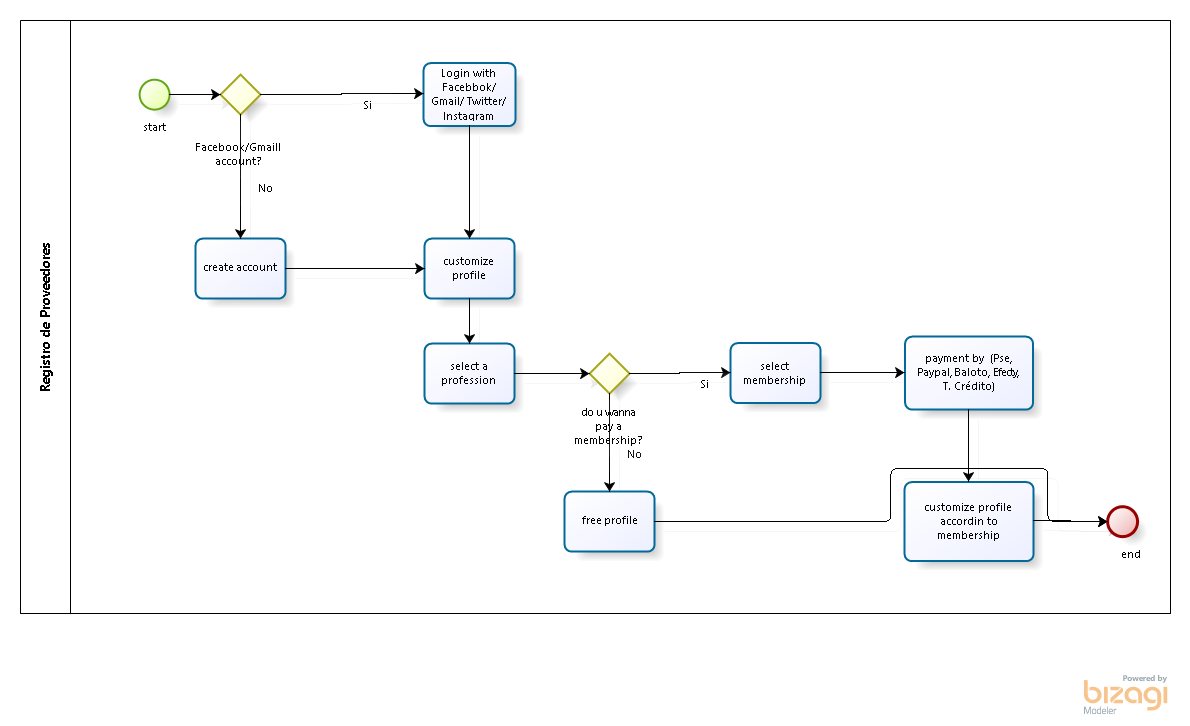 Registro de Proveedores
start
Facebook/Gmaill
account?
Si
No
Login with
Facebbok/
Gmail/ Twitter/
Instagram
create account
customize
profile
select a
profession
do u wanna
pay a
membership?
Si
No
select
membership
payment by (Pse,
Paypal, Baloto, Efecty,
T. Crédito)
free profile
customize profile
accordin to
membership
end
Powered by
bizagi
Modeler